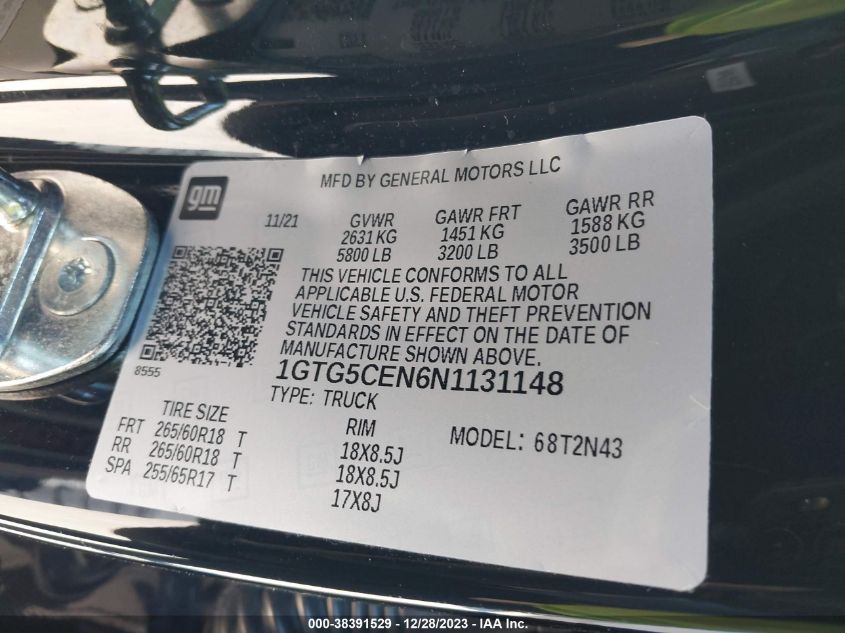 gm
MFD BY GENERAL MOTORS LLC
11/21 GVWR GAWR FRT GAWR RR
2631 KG 1451 KG 1588 KG
5800 LB 3200 LB 3500 LB
THIS VEHICLE CONFORMS TO ALL
APPLICABLE U.S. FEDERAL MOTOR
VEHICLE SAFETY AND THEFT PREVENTION
STANDARDS IN EFFECT ON THE DATE OF
MANUFACTURE SHOWN ABOVE.
8555
1GTG5CEN6N1131148
TYPE: TRUCK
TIRE SIZE RIM MODEL: 68T2N43
FRT 265/60R18 T 18X8.5J
RR 265/60R18 T 18X8.5J
SPA 255/65R17 T 17X8J
000-38391529 - 12/28/2023 - IAA Inc.